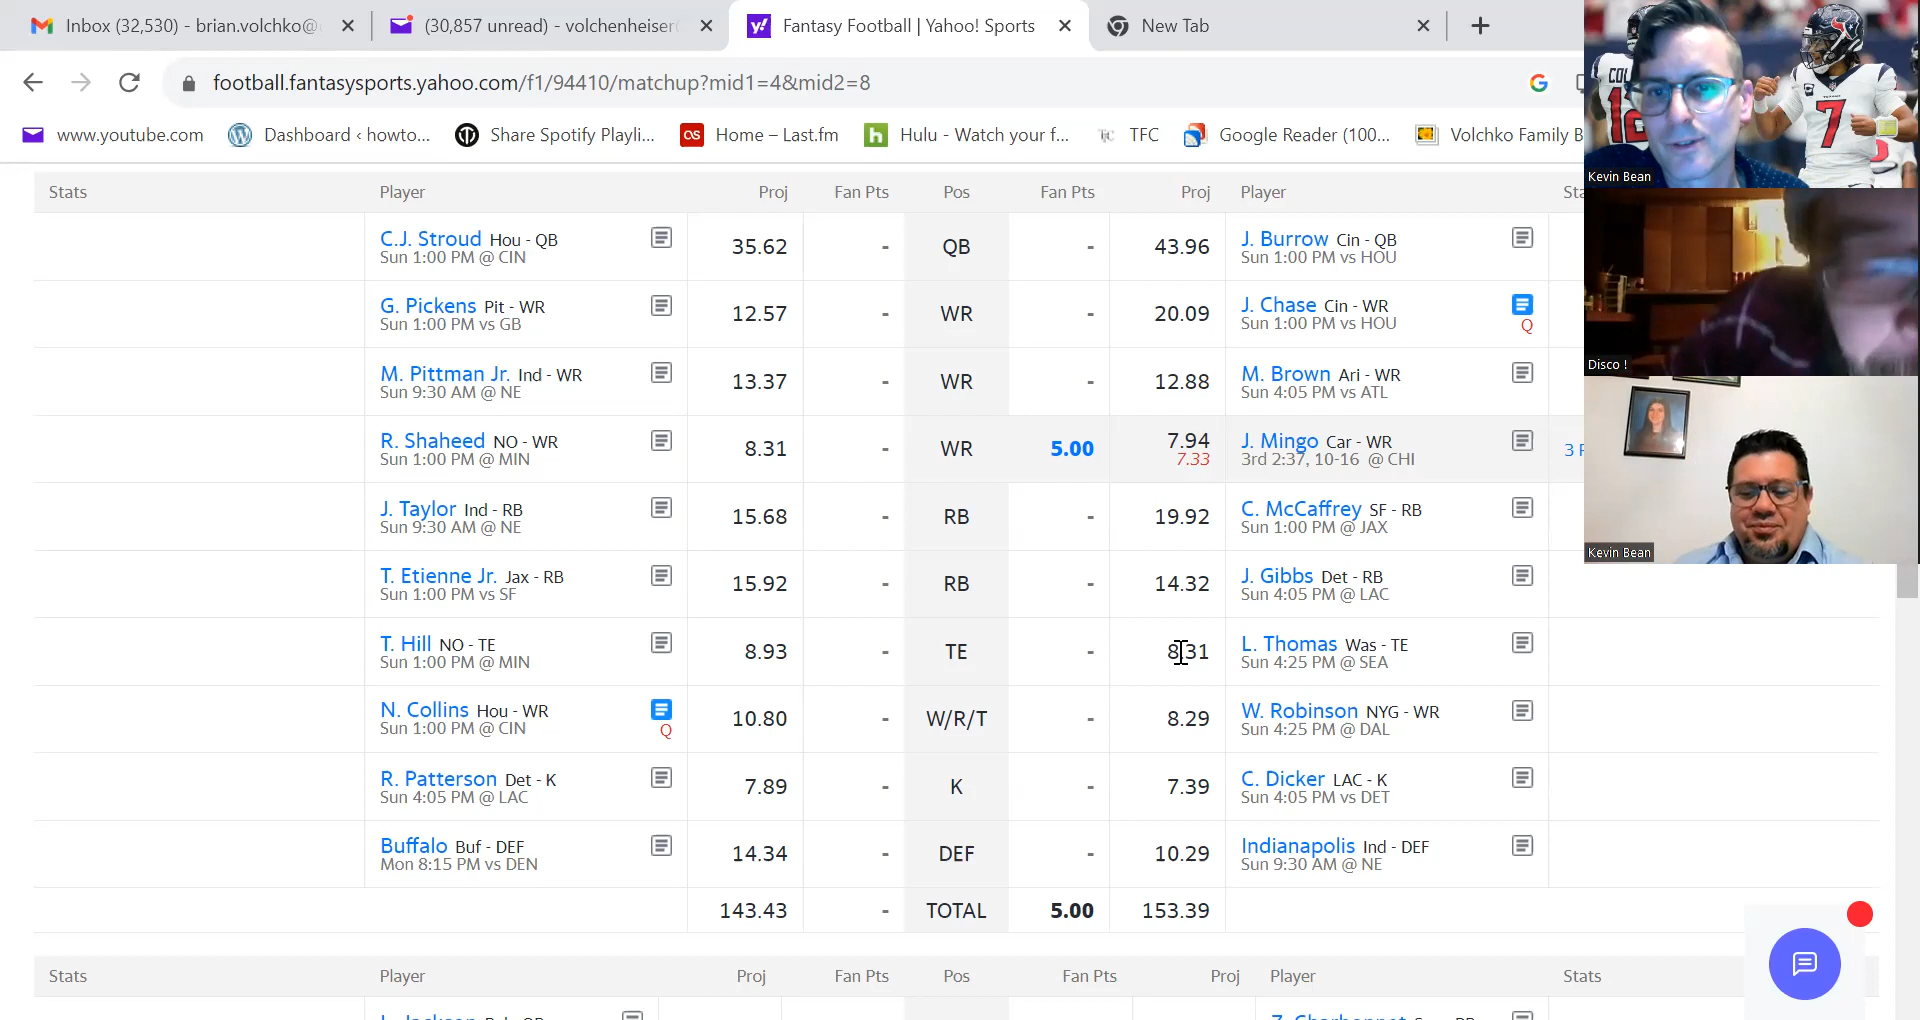 Inbox (32,530) - brian.volchko@
(30,857 unread) - volchenheiser
Fantasy Football | Yahoo! Sports
New Tab
football.fantasysports.yahoo.com/f1/94410/matchup?mid1=4&mid2=8
www.youtube.com
Dashboard ‹ howto...
Share Spotify Playli...
Home – Last.fm
Hulu - Watch your f...
TFC
Google Reader (100...
Volchko Family B
Stats Player Proj Fan Pts Pos Fan Pts Proj Player Sta
C.J. Stroud Hou - QB 35.62 - QB - 43.96 J. Burrow Cin - QB
Sun 1:00 PM @ CIN Sun 1:00 PM vs HOU
G. Pickens Pit - WR 12.57 - WR - 20.09 J. Chase Cin - WR
Sun 1:00 PM vs GB Sun 1:00 PM vs HOU Q
M. Pittman Jr. Ind - WR 13.37 - WR - 12.88 M. Brown Ari - WR
Sun 9:30 AM @ NE Sun 4:05 PM vs ATL
R. Shaheed NO - WR 8.31 - WR 5.00 7.94 J. Mingo Car - WR 3
Sun 1:00 PM @ MIN 7.33 3rd 2:37, 10-16 @ CHI
J. Taylor Ind - RB 15.68 - RB - 19.92 C. McCaffrey SF - RB
Sun 9:30 AM @ NE Sun 1:00 PM @ JAX
T. Etienne Jr. Jax - RB 15.92 - RB - 14.32 J. Gibbs Det - RB
Sun 1:00 PM vs SF Sun 4:05 PM @ LAC
T. Hill NO - TE 8.93 - TE - 8.31 L. Thomas Was - TE
Sun 1:00 PM @ MIN Sun 4:25 PM @ SEA
N. Collins Hou - WR 10.80 - W/R/T - 8.29 W. Robinson NYG - WR
Sun 1:00 PM @ CIN Q Sun 4:25 PM @ DAL
R. Patterson Det - K 7.89 - K - 7.39 C. Dicker LAC - K
Sun 4:05 PM @ LAC Sun 4:05 PM vs DET
Buffalo Buf - DEF 14.34 - DEF - 10.29 Indianapolis Ind - DEF
Mon 8:15 PM vs DEN Sun 9:30 AM @ NE
143.43 - TOTAL 5.00 153.39
Stats Player Proj Fan Pts Pos Fan Pts Proj Player Stats
Kevin Bean
7
Disco !
Kevin Bean